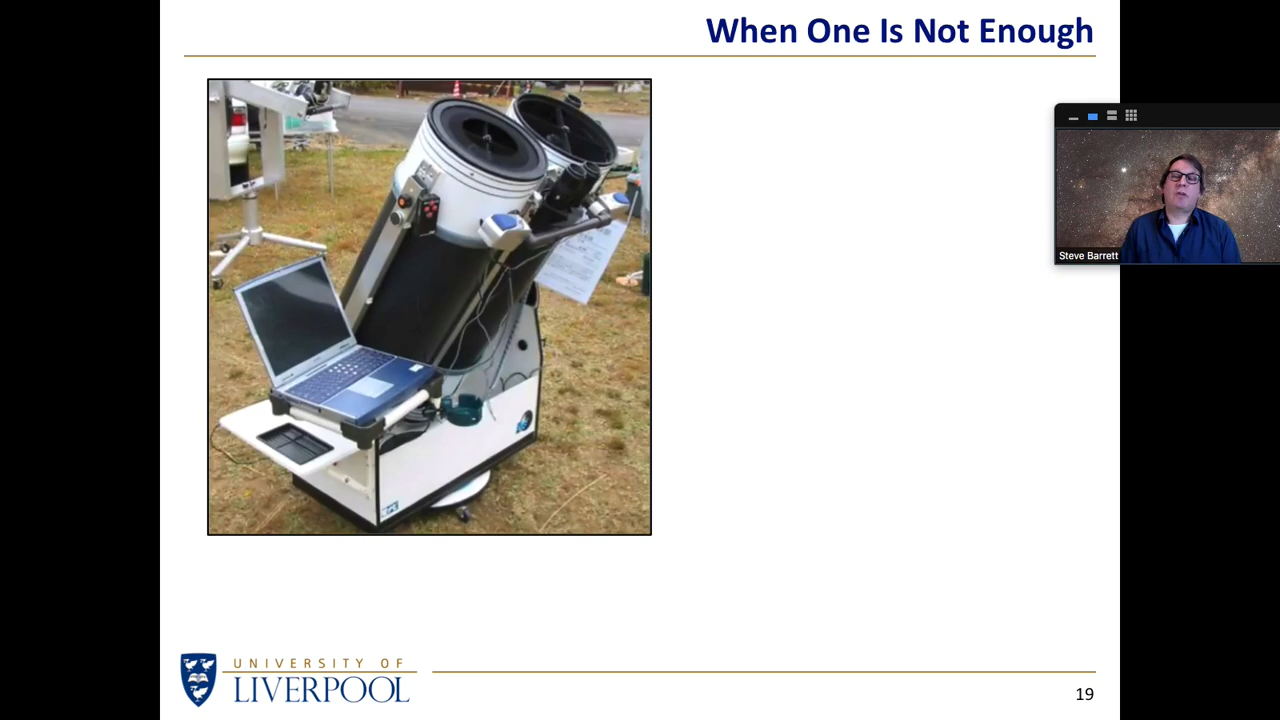 When One Is Not Enough
Steve Barrett
UNIVERSITY OF
LIVERPOOL
19